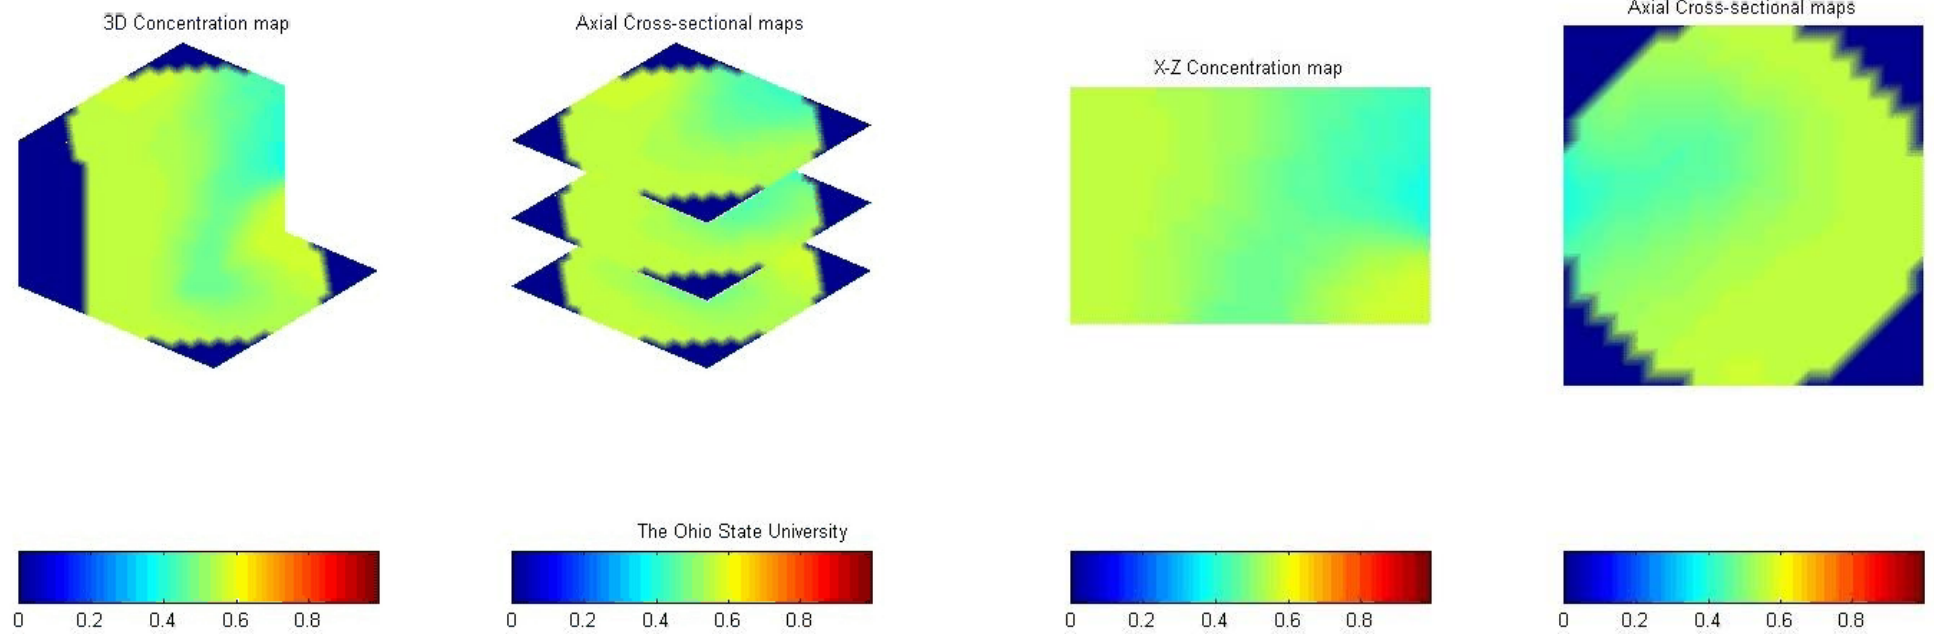 3D Concentration map
Axial Cross-sectional maps
X-Z Concentration map
Axial Cross-sectional maps
The Ohio State University
0 0.2 0.4 0.6 0.8
0 0.2 0.4 0.6 0.8
0 0.2 0.4 0.6 0.8
0 0.2 0.4 0.6 0.8